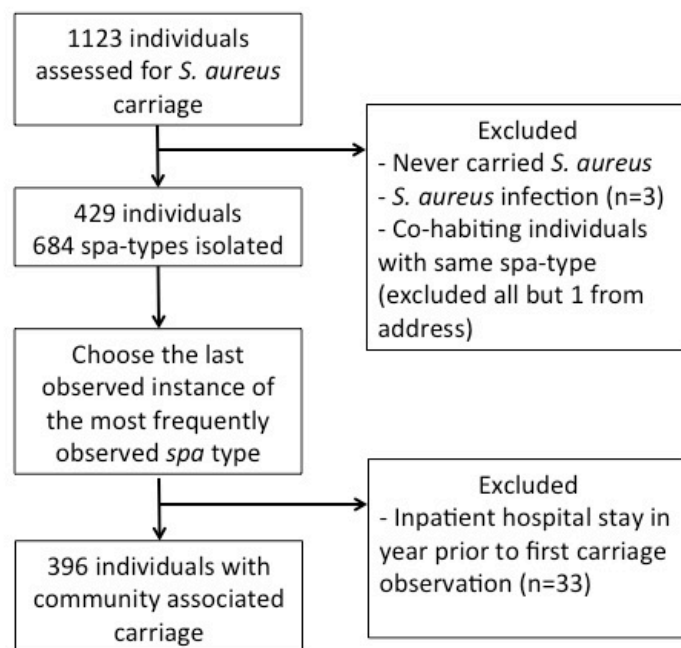 1123 individuals
assessed for S. aureus
carriage
Excluded
- Never carried S. aureus
- S. aureus infection (n=3)
- Co-habiting individuals
with same spa-type
(excluded all but 1 from
address)
429 individuals
684 spa-types isolated
Choose the last
observed instance of
the most frequently
observed spa type
Excluded
- Inpatient hospital stay in
year prior to first carriage
observation (n=33)
396 individuals with
community associated
carriage